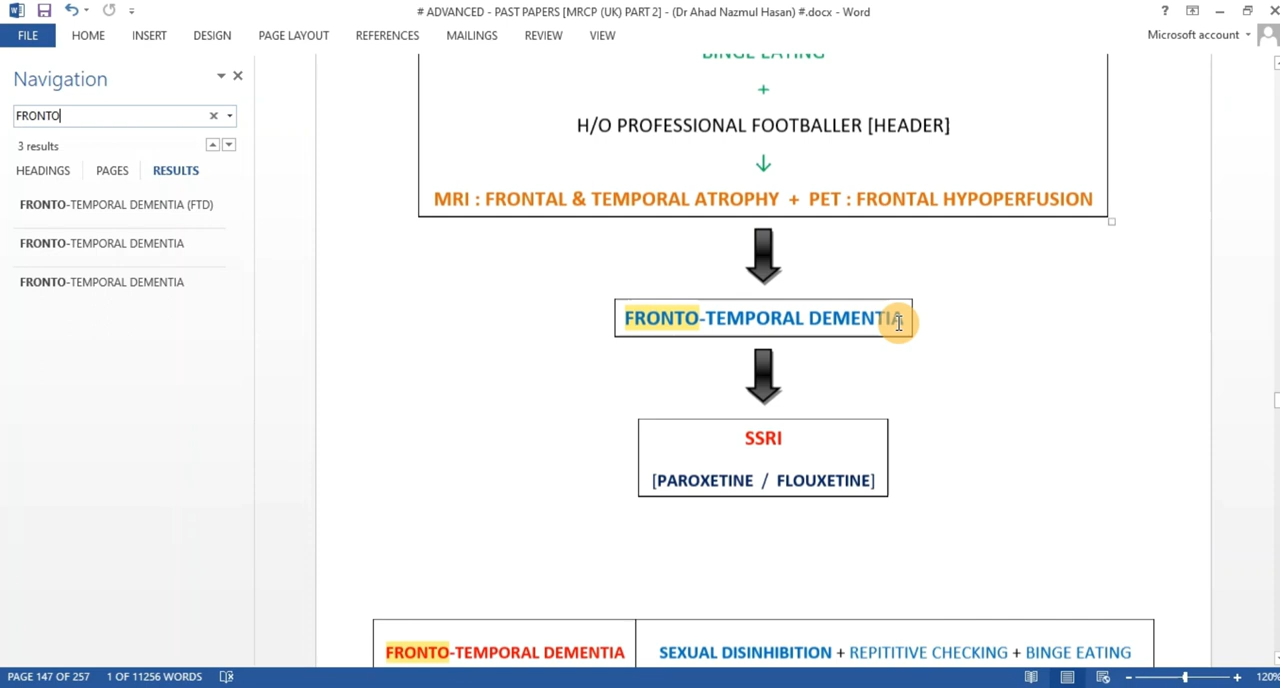 # ADVANCED - PAST PAPERS [MRCP (UK) PART 2] - (Dr Ahad Nazmul Hasan) #.docx - Word
FILE HOME INSERT DESIGN PAGE LAYOUT REFERENCES MAILINGS REVIEW VIEW Microsoft account
Navigation
FRONTO
3 results
HEADINGS PAGES RESULTS
FRONTO-TEMPORAL DEMENTIA (FTD)
FRONTO-TEMPORAL DEMENTIA
FRONTO-TEMPORAL DEMENTIA
BINGE EATING
+
H/O PROFESSIONAL FOOTBALLER [HEADER]
↓
MRI : FRONTAL & TEMPORAL ATROPHY + PET : FRONTAL HYPOPERFUSION
FRONTO-TEMPORAL DEMENTIA
SSRI
[PAROXETINE / FLOUXETINE]
FRONTO-TEMPORAL DEMENTIA SEXUAL DISINHIBITION + REPITITIVE CHECKING + BINGE EATING
PAGE 147 OF 257 1 OF 11256 WORDS 120%